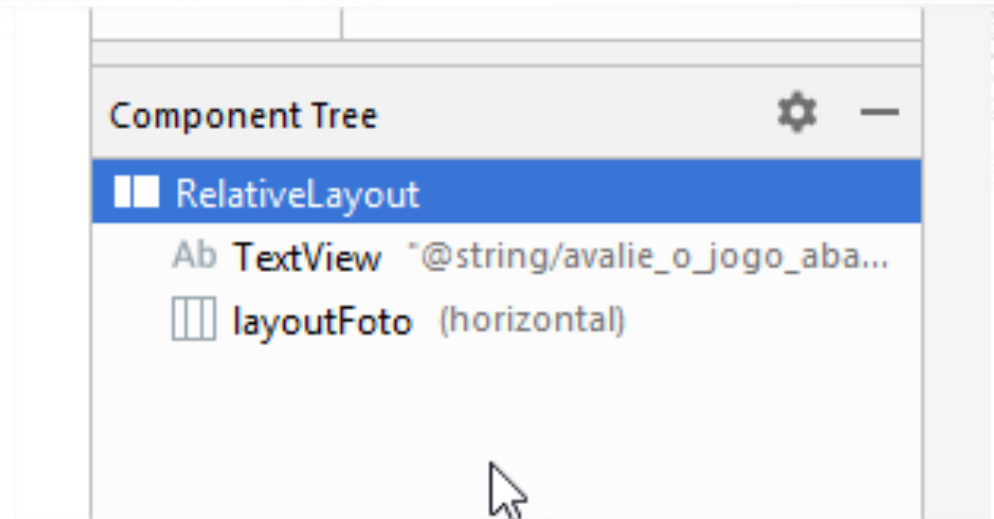 Component Tree
RelativeLayout
Ab TextView "@string/avalie_o_jogo_aba...
layoutFoto (horizontal)